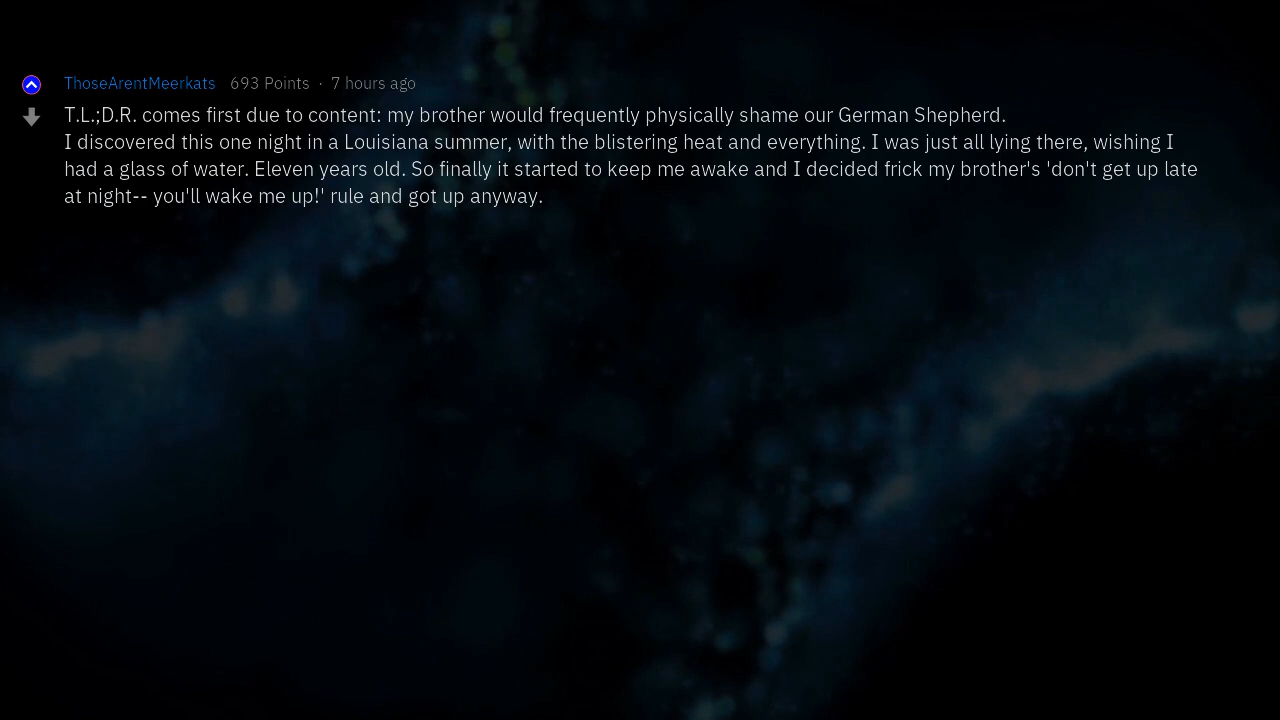 ThoseArentMeerkats 693 Points · 7 hours ago
T.L.;D.R. comes first due to content: my brother would frequently physically shame our German Shepherd.
I discovered this one night in a Louisiana summer, with the blistering heat and everything. I was just all lying there, wishing I
had a glass of water. Eleven years old. So finally it started to keep me awake and I decided frick my brother's 'don't get up late
at night-- you'll wake me up!' rule and got up anyway.